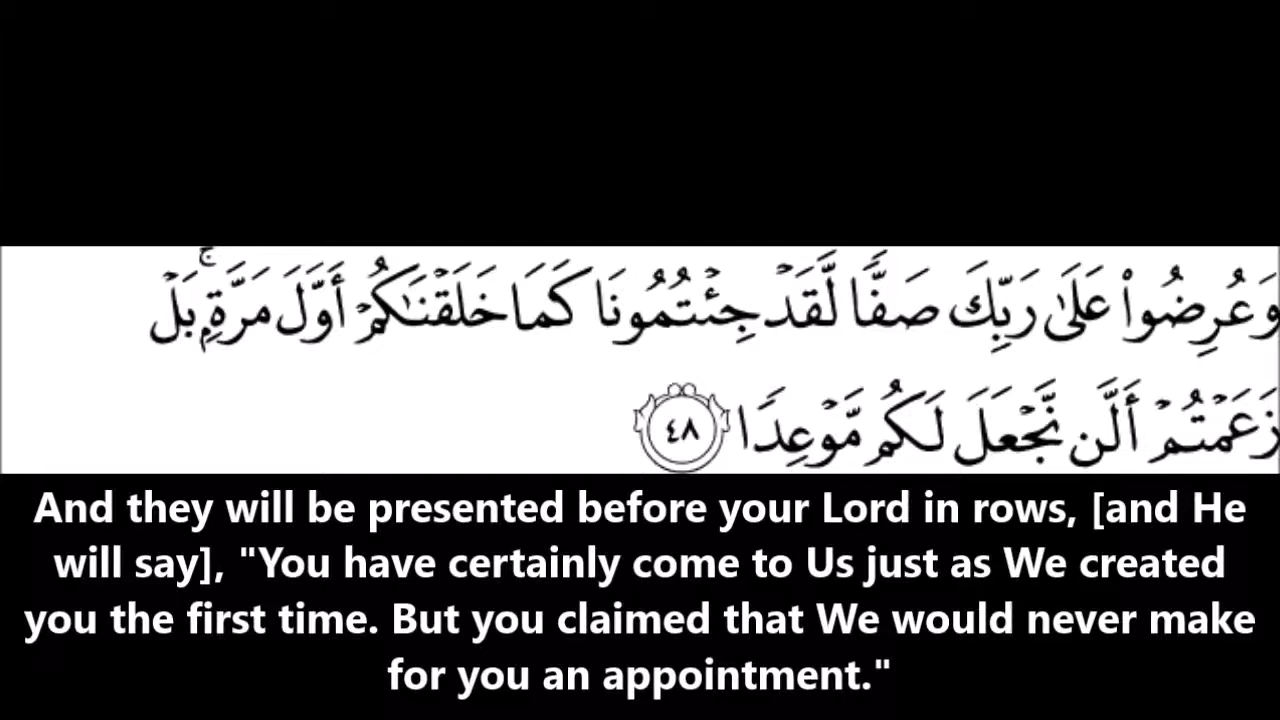 وَعُرِضُوا۟ عَلَىٰ رَبِّكَ صَفًّا لَّقَدْ جِئْتُمُونَا كَمَا خَلَقْنَـٰكُمْ أَوَّلَ مَرَّةٍۭ ۚ بَلْ
زَعَمْتُمْ أَلَّن نَّجْعَلَ لَكُم مَّوْعِدًا ٤٨
And they will be presented before your Lord in rows, [and He
will say], "You have certainly come to Us just as We created
you the first time. But you claimed that We would never make
for you an appointment."